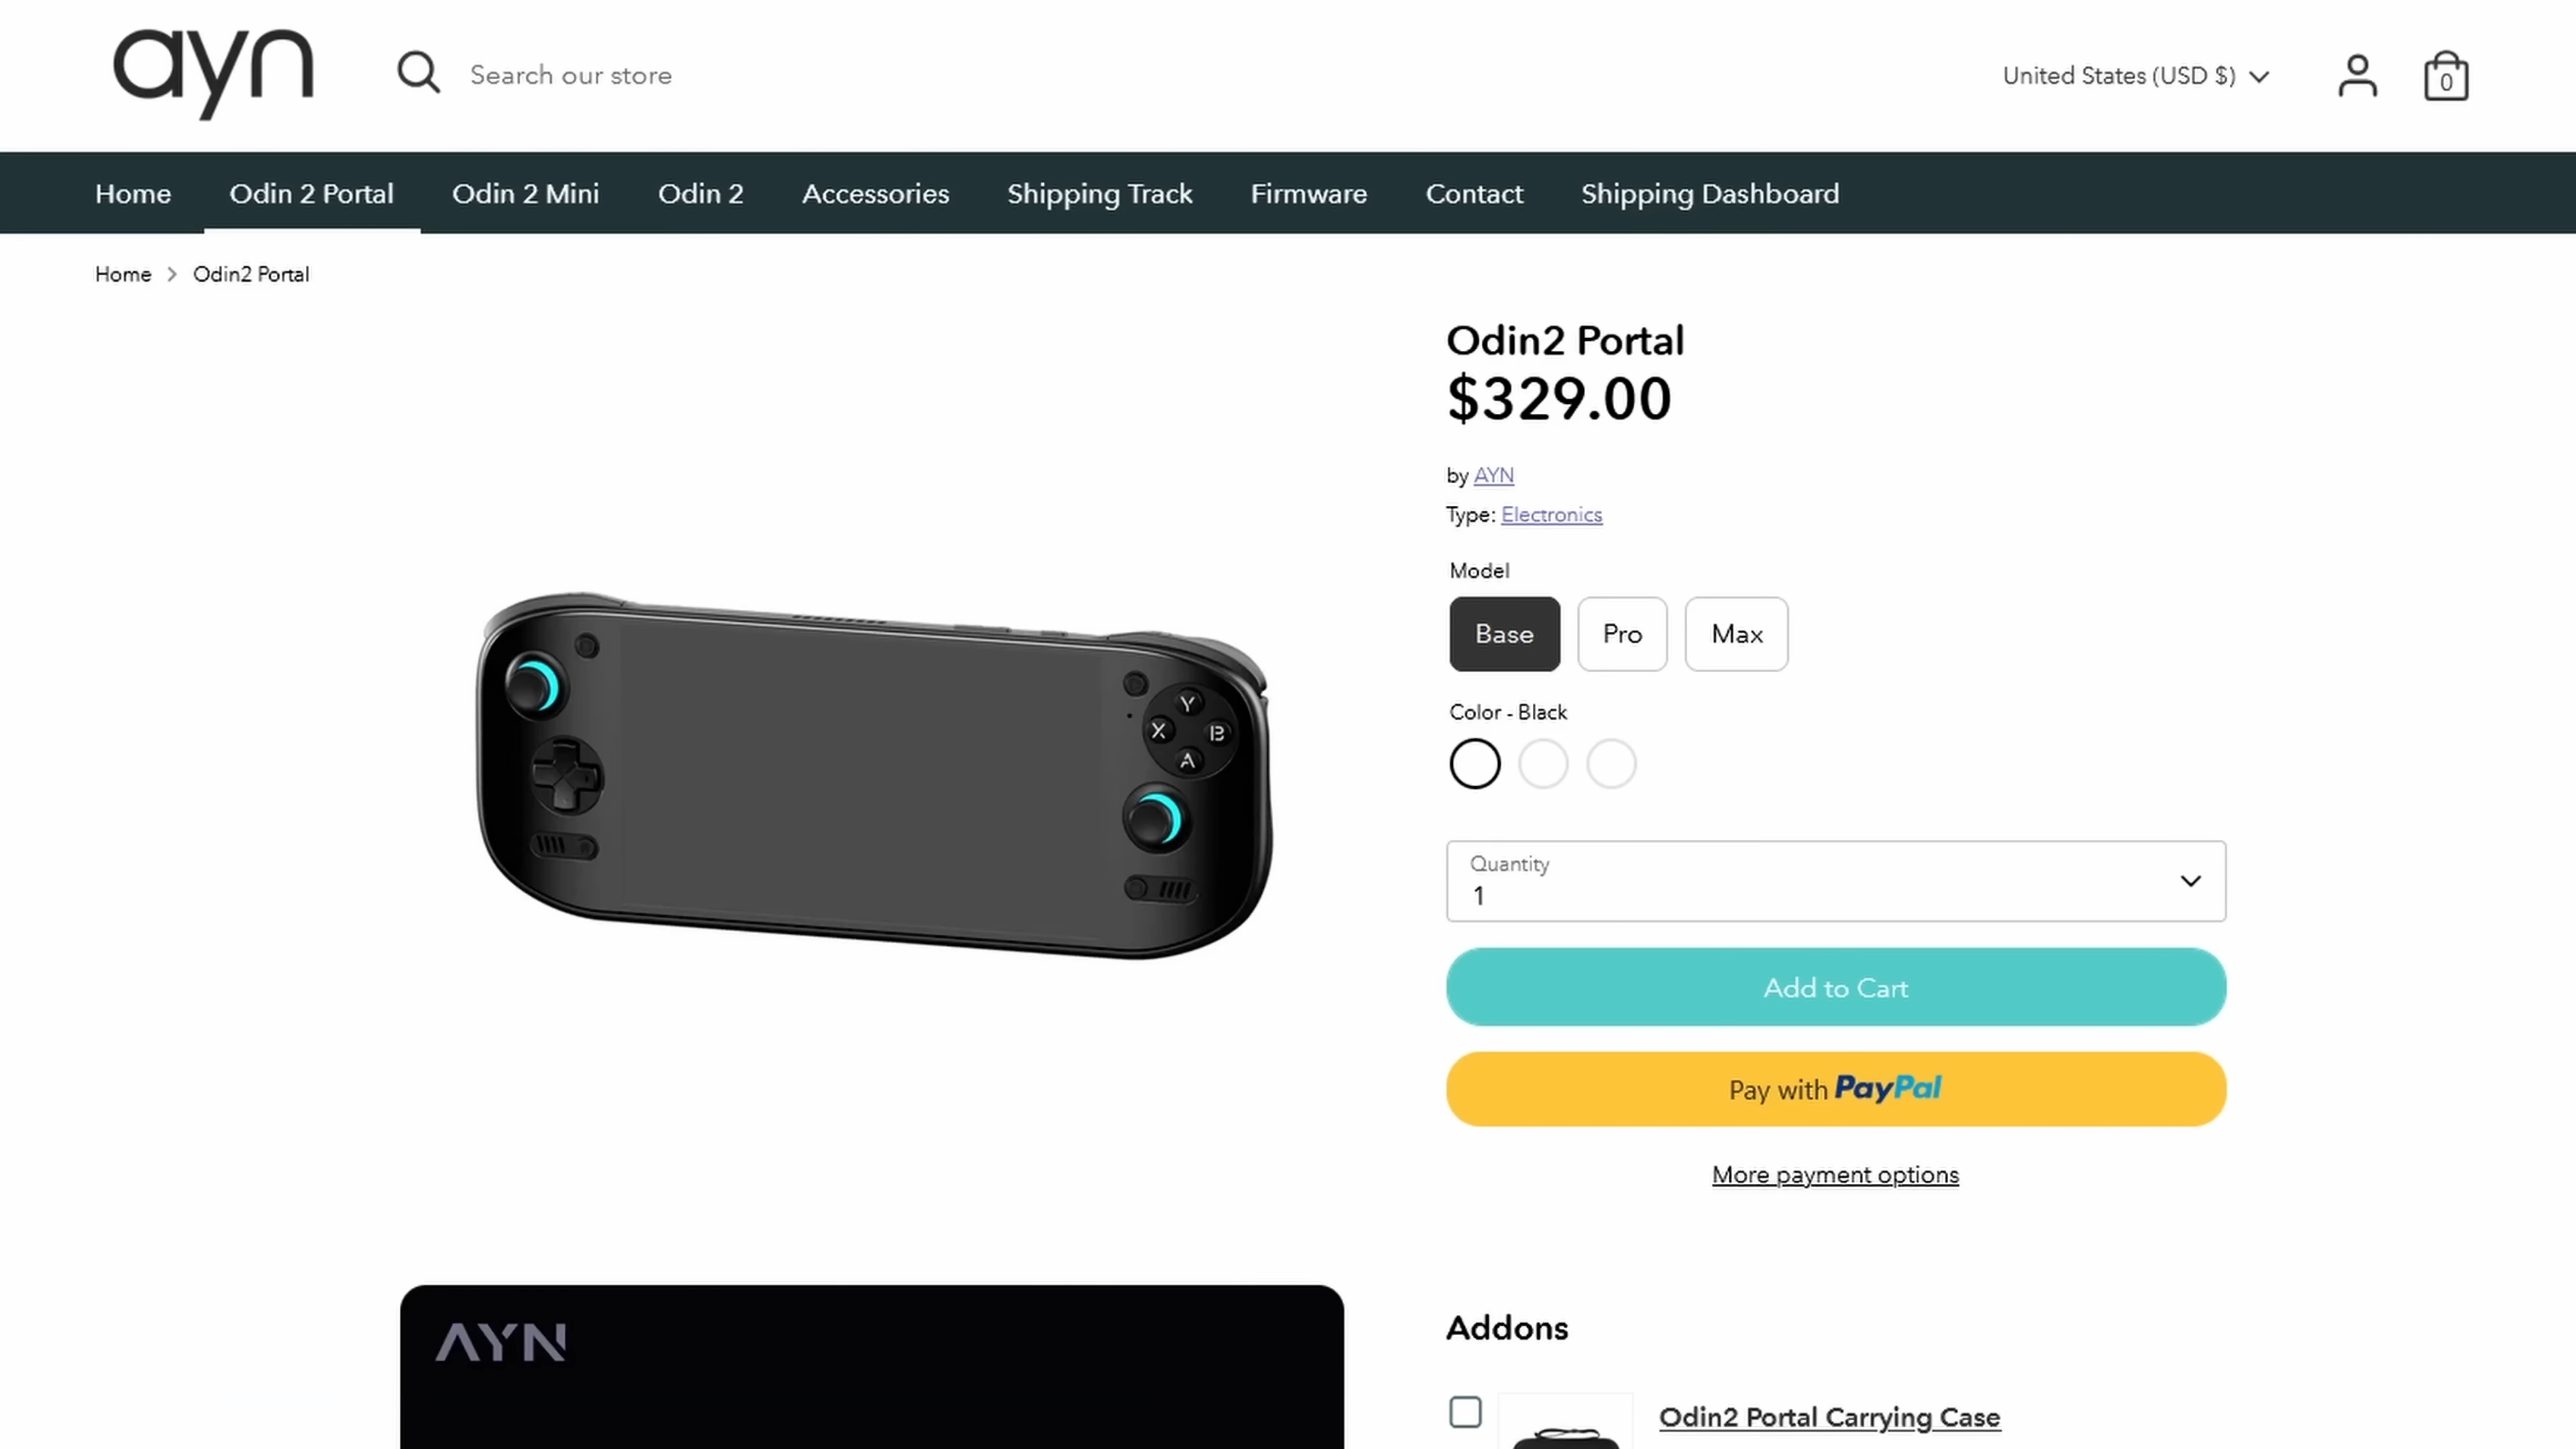 ayn
Search our store
United States (USD $)
0
Home
Odin 2 Portal
Odin 2 Mini
Odin 2
Accessories
Shipping Track
Firmware
Contact
Shipping Dashboard
Home > Odin2 Portal
Odin2 Portal
$329.00
by AYN
Type: Electronics
Model
Base
Pro
Max
Color - Black
Y
X
B
A
Quantity
1
Add to Cart
Pay with PayPal
More payment options
AYN
Addons
Odin2 Portal Carrying Case